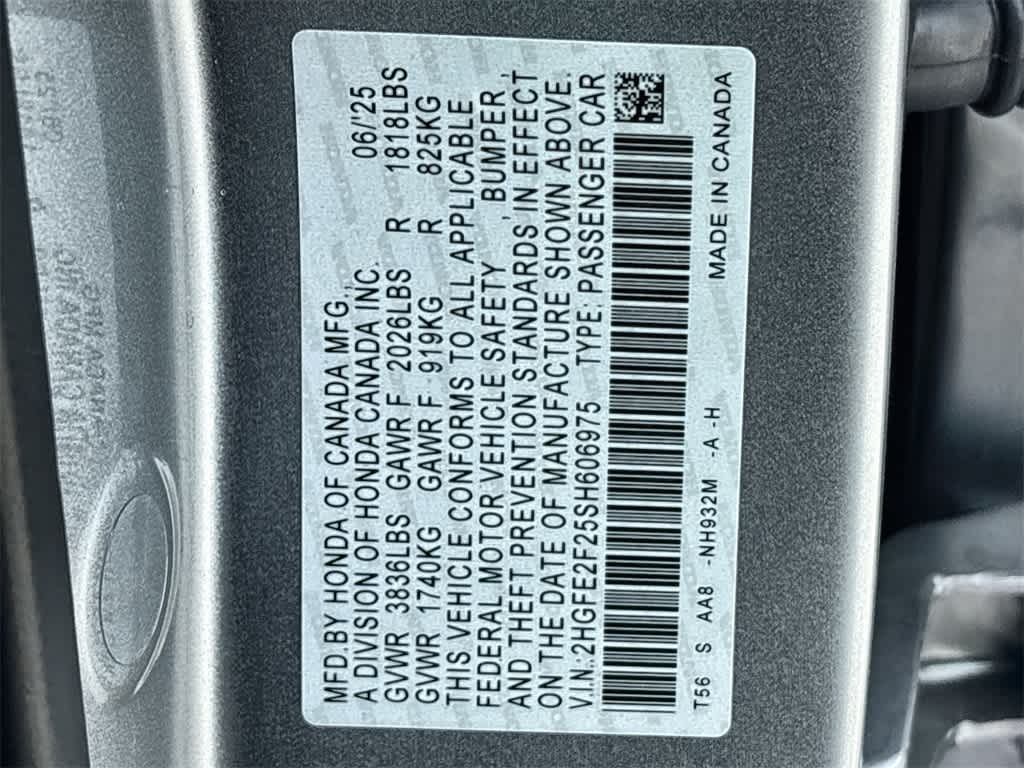 MFD.BY HONDA OF CANADA MFG., 06/'25
A DIVISION OF HONDA CANADA INC.
GVWR 3836LBS GAWR F 2026LBS R 1818LBS
GVWR 1740KG GAWR F 919KG R 825KG
THIS VEHICLE CONFORMS TO ALL APPLICABLE
FEDERAL MOTOR VEHICLE SAFETY , BUMPER,
AND THEFT PREVENTION STANDARDS IN EFFECT
ON THE DATE OF MANUFACTURE SHOWN ABOVE.
V.I.N.:2HGFE2F25SH606975 TYPE: PASSENGER CAR
T56 S AA8 -NH932M -A -H MADE IN CANADA